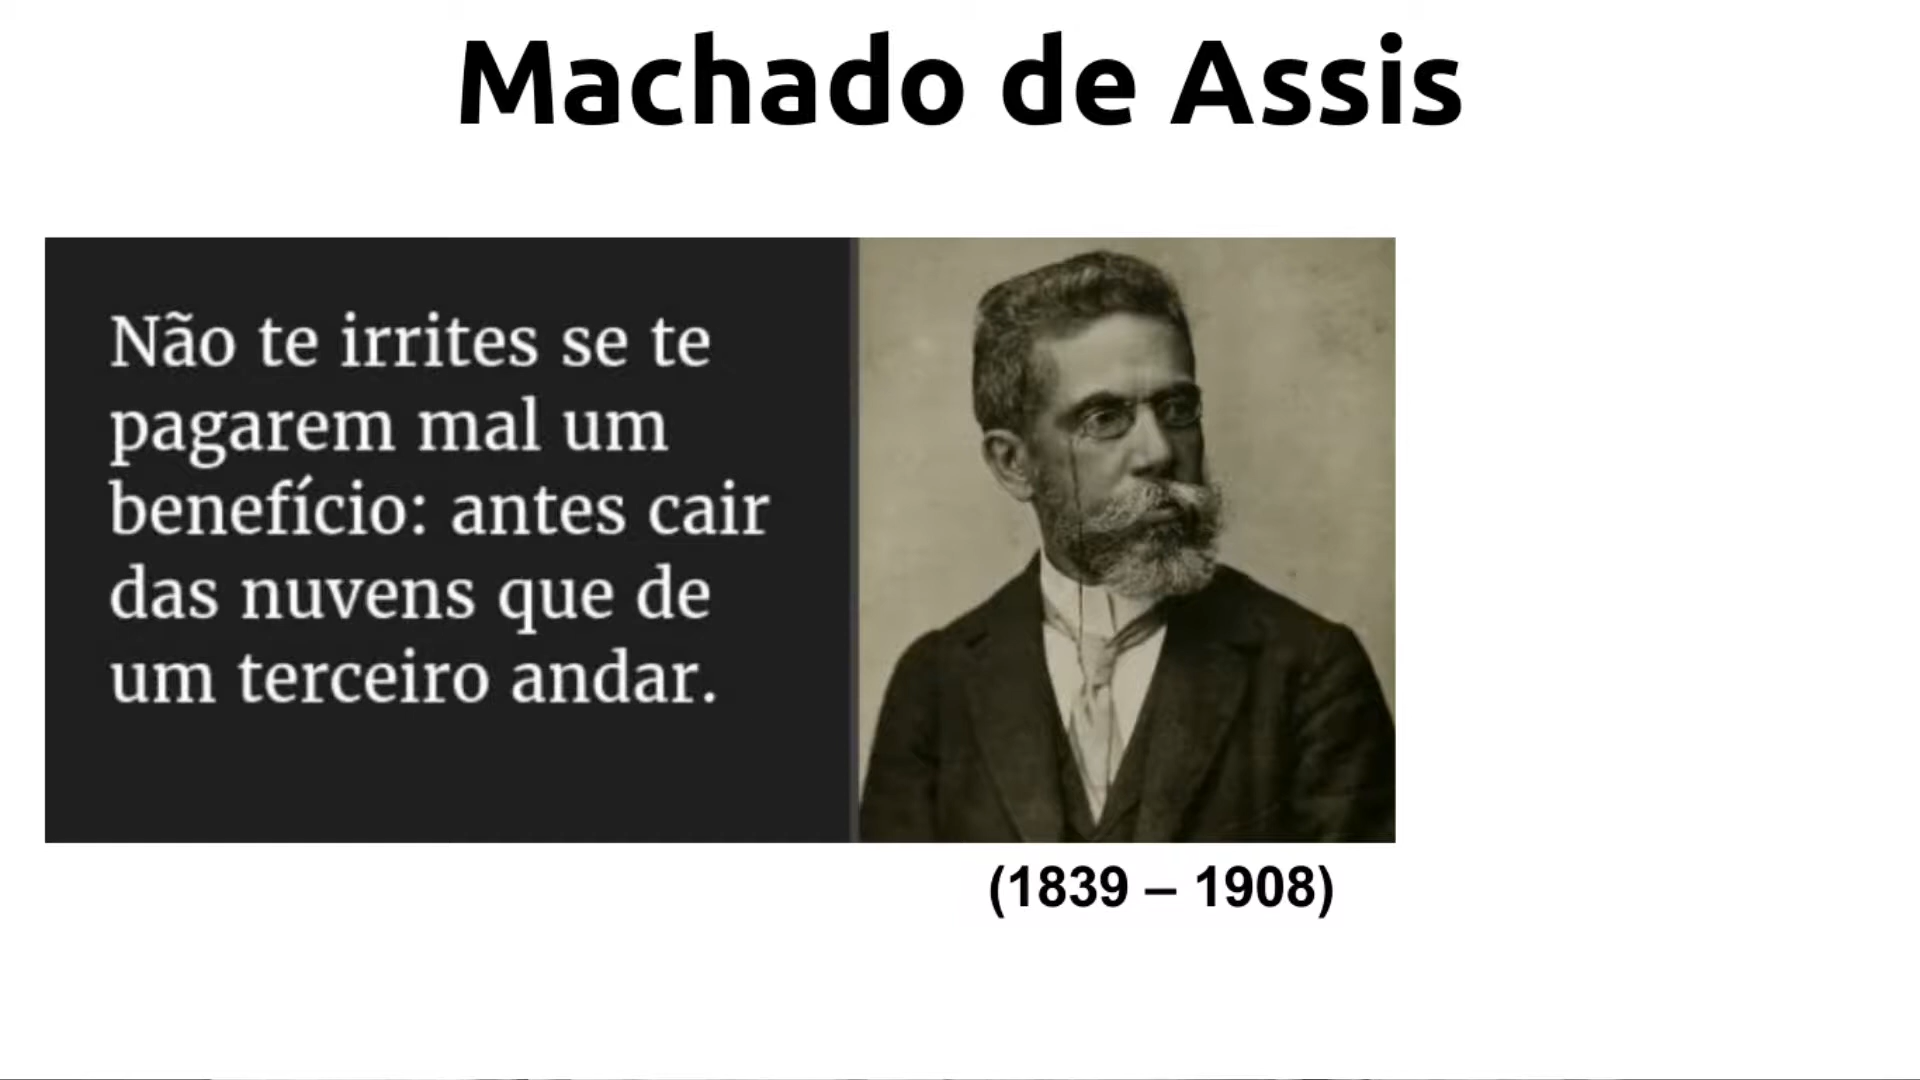 Machado de Assis
Não te irrites se te
pagarem mal um
benefício: antes cair
das nuvens que de
um terceiro andar.
(1839 – 1908)